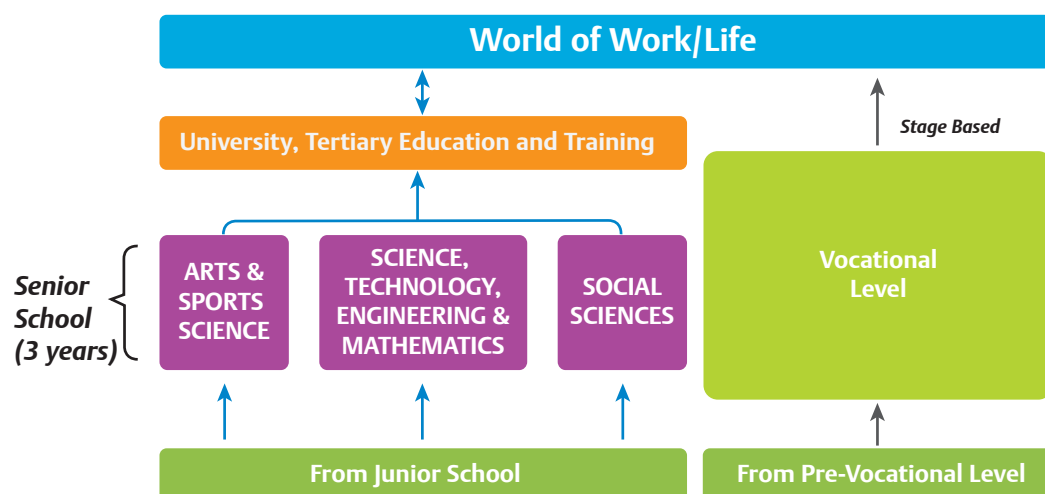 World of Work/Life
University, Tertiary Education and Training
Stage Based
Senior
School
(3 years)
ARTS &
SPORTS
SCIENCE
SCIENCE,
TECHNOLOGY,
ENGINEERING &
MATHEMATICS
SOCIAL
SCIENCES
Vocational
Level
From Junior School
From Pre-Vocational Level